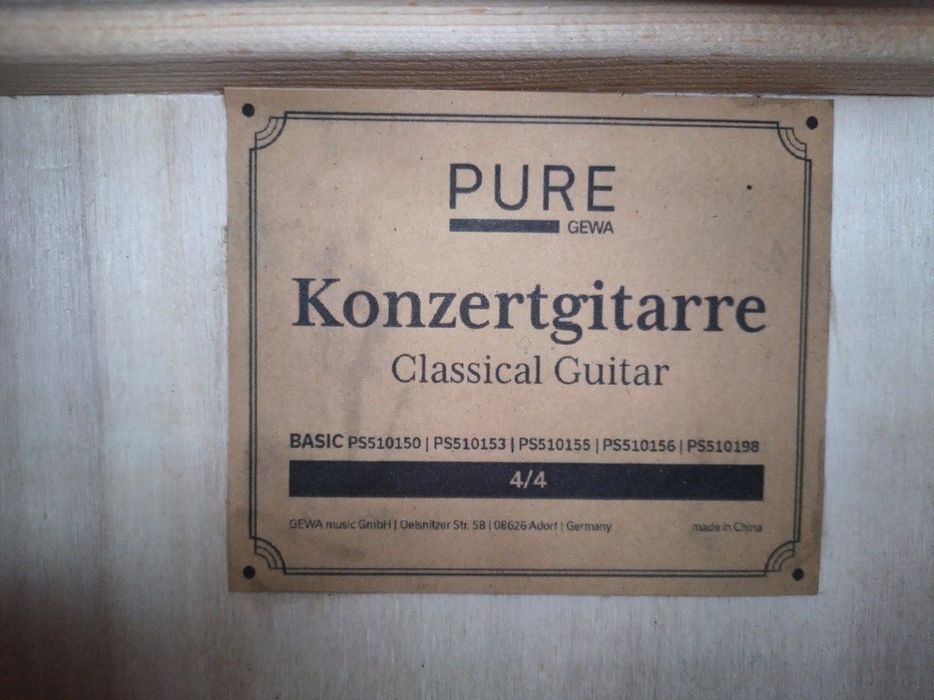 PURE
GEWA
Konzertgitarre
Classical Guitar
BASIC PS510150 | PS510153 | PS510155 | PS510156 | PS510198
4/4
GEWA music GmbH | Oelsnitzer Str. 58 | 08626 Adorf | Germany made in China